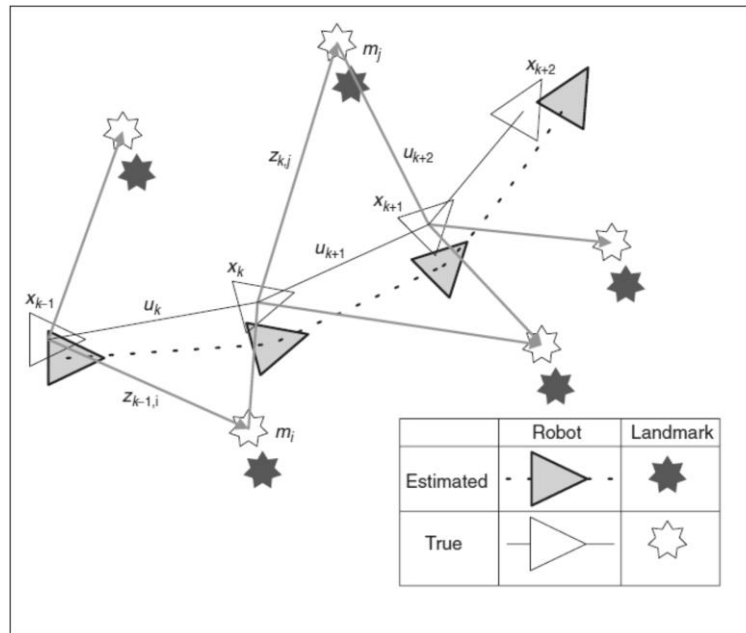 m_j
x_{k+2}
z_{k,j}
u_{k+2}
x_{k+1}
u_{k+1}
x_k
x_{k–1}
u_k
z_{k–1,i}
m_i
Robot Landmark
Estimated
True